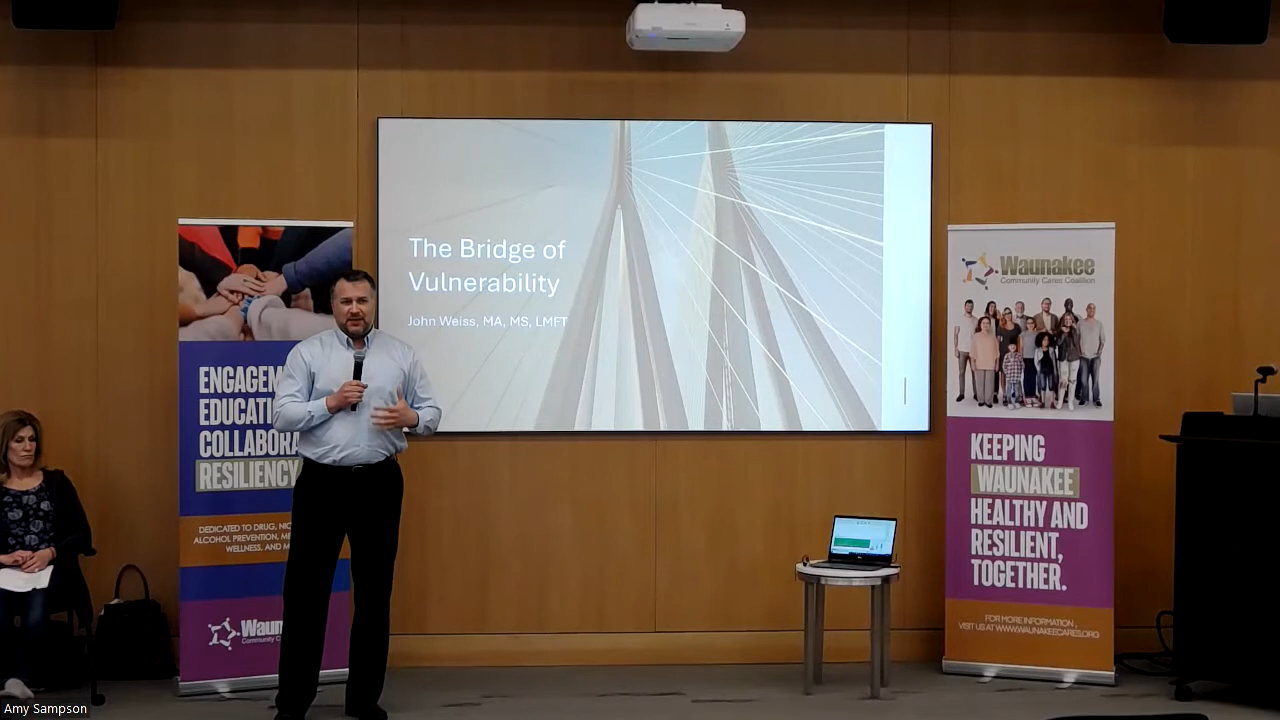 The Bridge of
Vulnerability
John Weiss, MA, MS, LMFT
ENGAGEM
EDUCATI
COLLABORA
RESILIENCY
DEDICATED TO DRUG, NIC
ALCOHOL PREVENTION, ME
WELLNESS, AND M
Waun
Community C
Waunakee
Community Cares Coalition
KEEPING
WAUNAKEE
HEALTHY AND
RESILIENT,
TOGETHER.
FOR MORE INFORMATION,
VISIT US AT WWW.WAUNAKEECARES.ORG
Amy Sampson